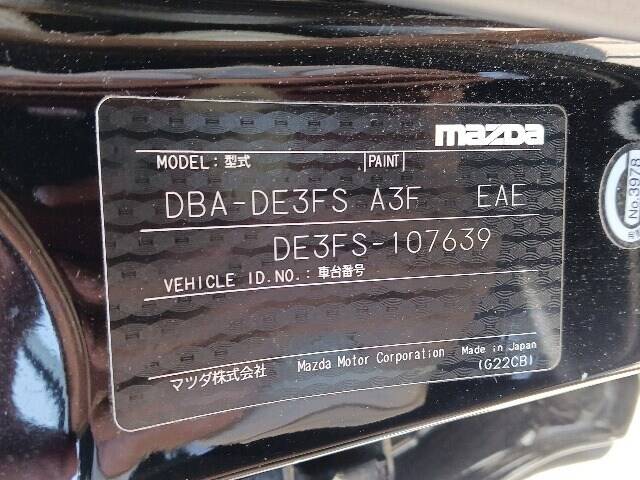 mazda
MODEL: 型式 PAINT
DBA-DE3FS A3F EAE
DE3FS-107639
VEHICLE ID.NO.: 車台番号
マツダ株式会社 Mazda Motor Corporation Made in Japan
(G22CB)
No.3978